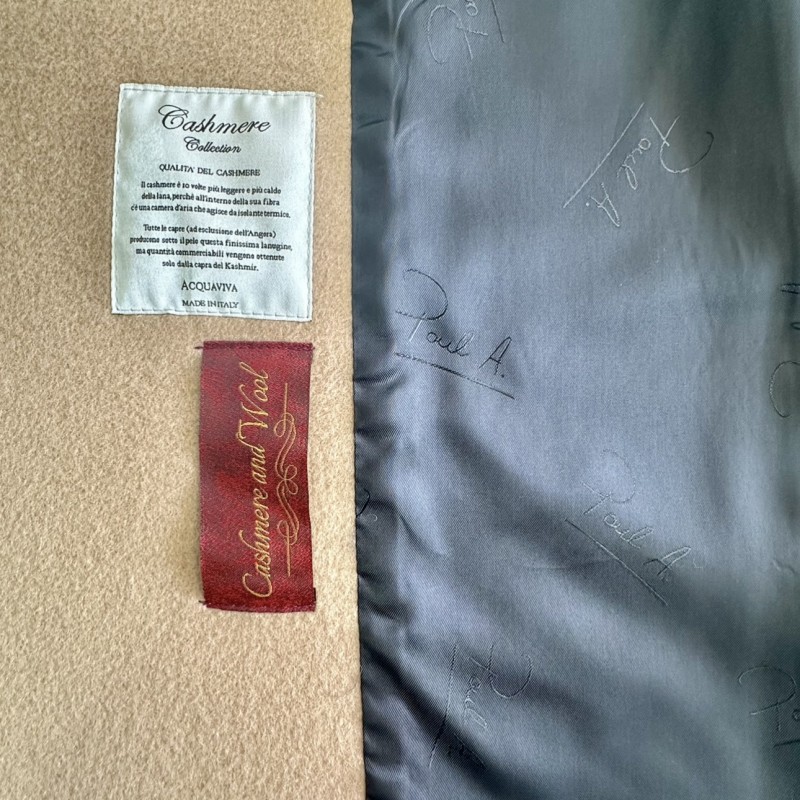 Cashmere
Collection
QUALITA' DEL CASHMERE
Il cashmere è 10 volte più leggere e più caldo
della lana, perchè all'interno della sua fibra
c'è una camera d'aria che agisce da isolante termico.
Tutte le capre (ad esclusione dell'Angora)
producono sotto il pelo questa finissima lanugine,
ma quantità commerciabili vengono ottenute
solo dalla capra del Kashmir.
ACQUAVIVA
MADE IN ITALY
Cashmere and Wool
Paul A.
Paul A.
Paul A.
Paul A.